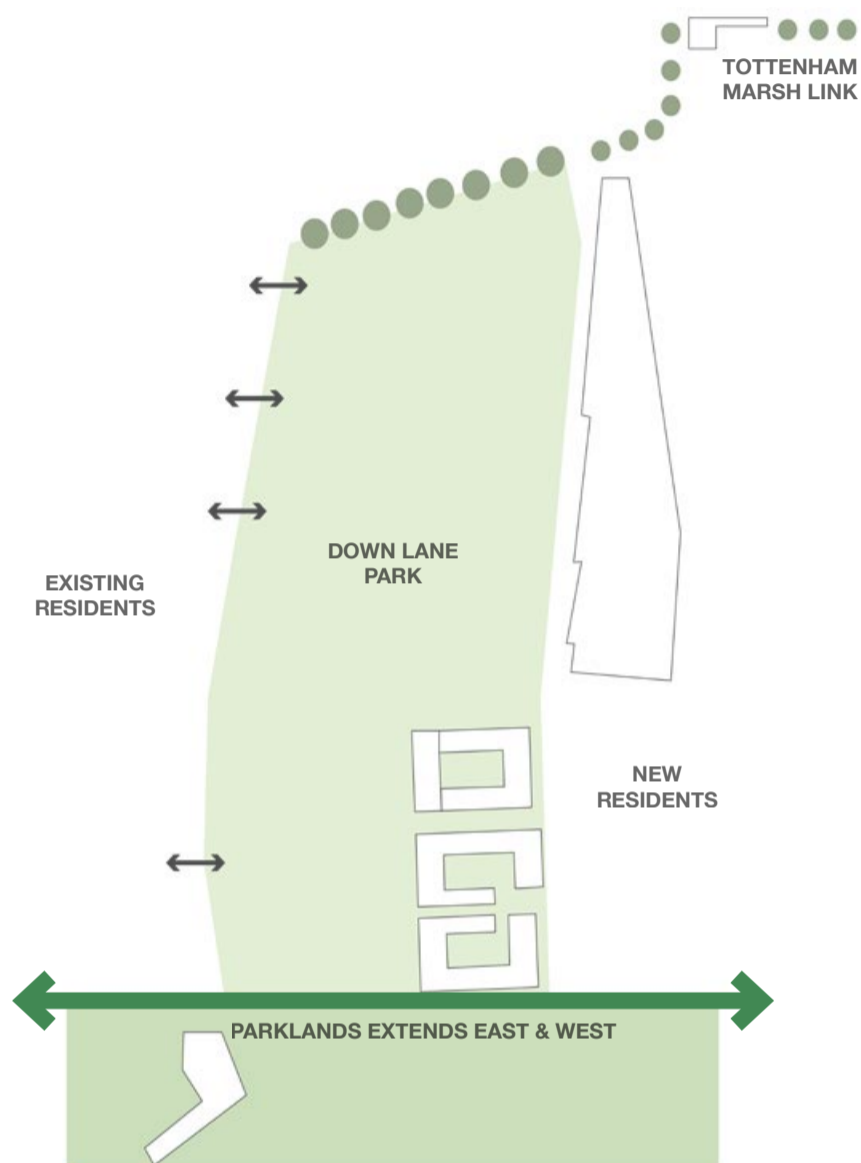 TOTTENHAM
MARSH LINK
DOWN LANE
PARK
EXISTING
RESIDENTS
NEW
RESIDENTS
PARKLANDS EXTENDS EAST & WEST